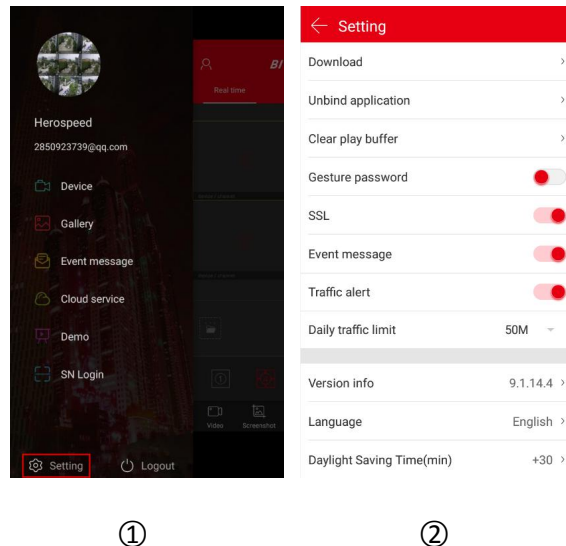 BI
Real time
Herospeed
2850923739@qq.com
Device
Gallery
Event message
Cloud service
Demo
SN Login
Video
Screenshot
Setting
Logout
①
Setting
Download
Unbind application
Clear play buffer
Gesture password
SSL
Event message
Traffic alert
Daily traffic limit 50M
Version info 9.1.14.4
Language English
Daylight Saving Time(min) +30
②